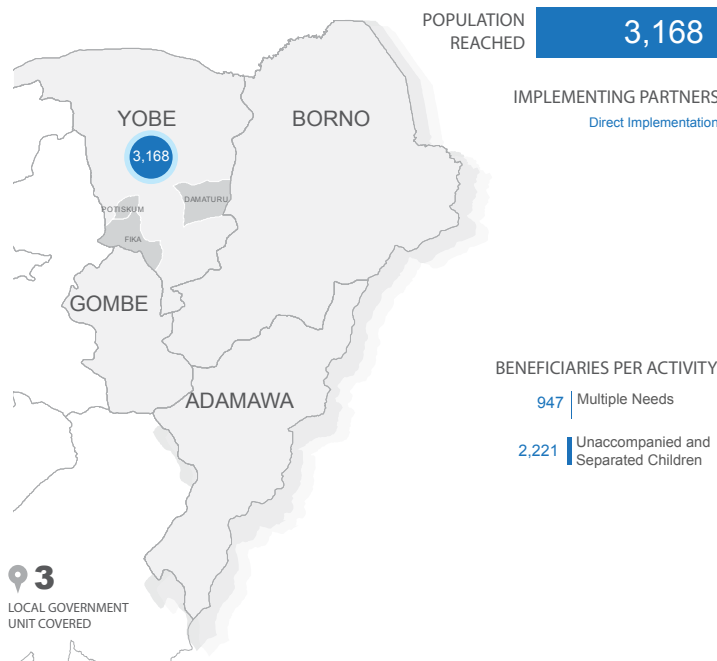 POPULATION
REACHED
3,168
IMPLEMENTING PARTNERS
Direct Implementation
YOBE
BORNO
3,168
DAMATURU
POTISKUM
FIKA
GOMBE
ADAMAWA
BENEFICIARIES PER ACTIVITY
947 Multiple Needs
2,221 Unaccompanied and
Separated Children
3
LOCAL GOVERNMENT
UNIT COVERED